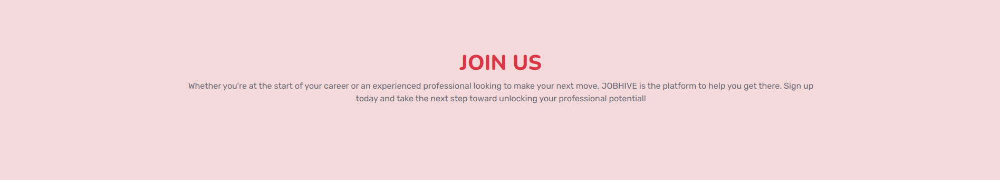 JOIN US
Whether you’re at the start of your career or an experienced professional looking to make your next move, JOBHIVE is the platform to help you get there. Sign up
today and take the next step toward unlocking your professional potential!